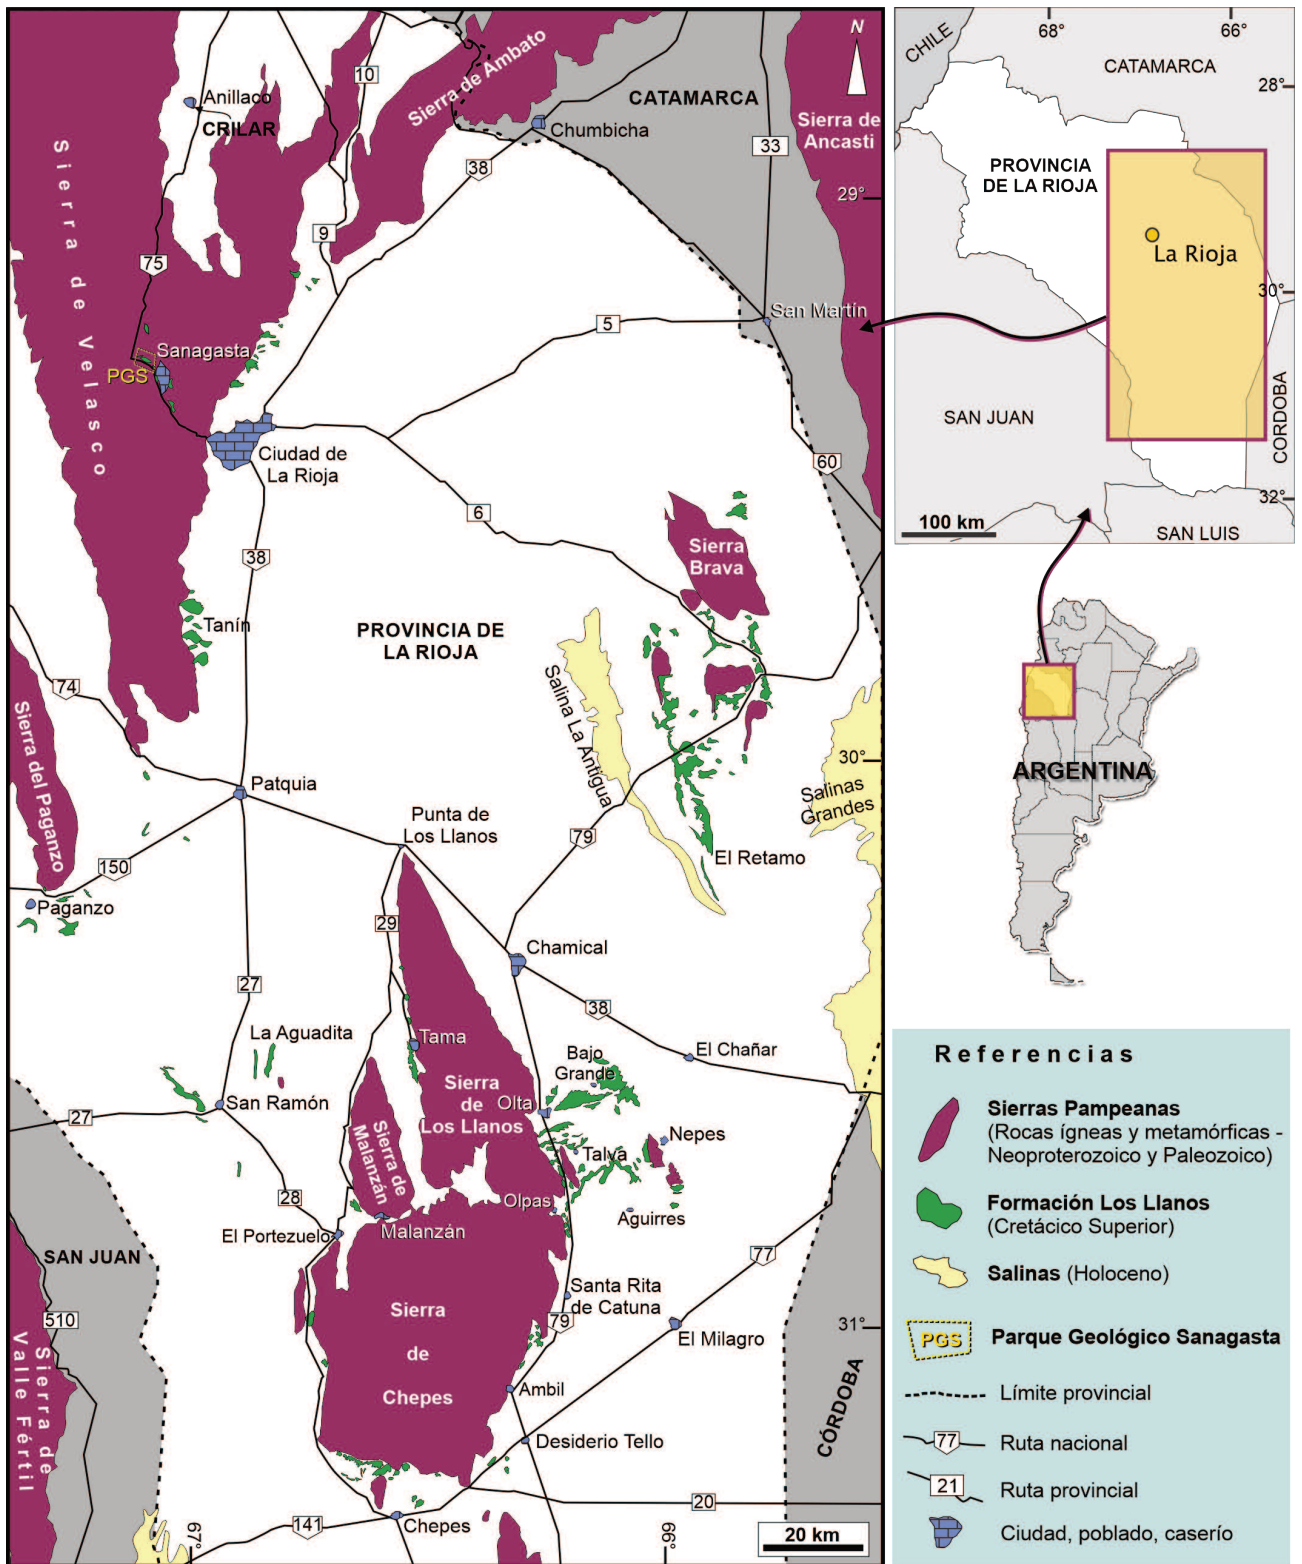 N
Sierra de Ambato
10
Anillaco
CRILAR
CATAMARCA
Chumbicha
Sierra de
Ancasti
33
38
29°
9
75
Sierra de Velasco
San Martín
5
Sanagasta
PGS
Ciudad de
La Rioja
60
6
38
Sierra
Brava
Tanín
PROVINCIA DE
LA RIOJA
74
Salina La Antigua
Sierra del Paganzo
30°
Patquia
Salinas
Grandes
Punta de
Los Llanos
79
150
El Retamo
Paganzo
29
Chamical
27
38
La Aguadita
Tama
Bajo
Grande
El Chañar
Sierra
de
Los Llanos
Olta
San Ramón
27
Sierra de
Malanzán
Nepes
Talva
28
Olpas
Aguirres
El Portezuelo
Malanzán
77
SAN JUAN
Santa Rita
de Catuna
Sierra
de
Chepes
510
79
El Milagro
31°
Sierra de
Valle Fértil
Ambil
CÓRDOBA
Desiderio Tello
20
141
Chepes
67°
66°
20 km
68°
66°
CHILE
CATAMARCA
28°
PROVINCIA
DE LA RIOJA
La Rioja
30°
SAN JUAN
CORDOBA
32°
100 km
SAN LUIS
ARGENTINA
Referencias
Sierras Pampeanas
(Rocas ígneas y metamórficas -
Neoproterozoico y Paleozoico)
Formación Los Llanos
(Cretácico Superior)
Salinas (Holoceno)
PGS
Parque Geológico Sanagasta
Límite provincial
77
Ruta nacional
21
Ruta provincial
Ciudad, poblado, caserío